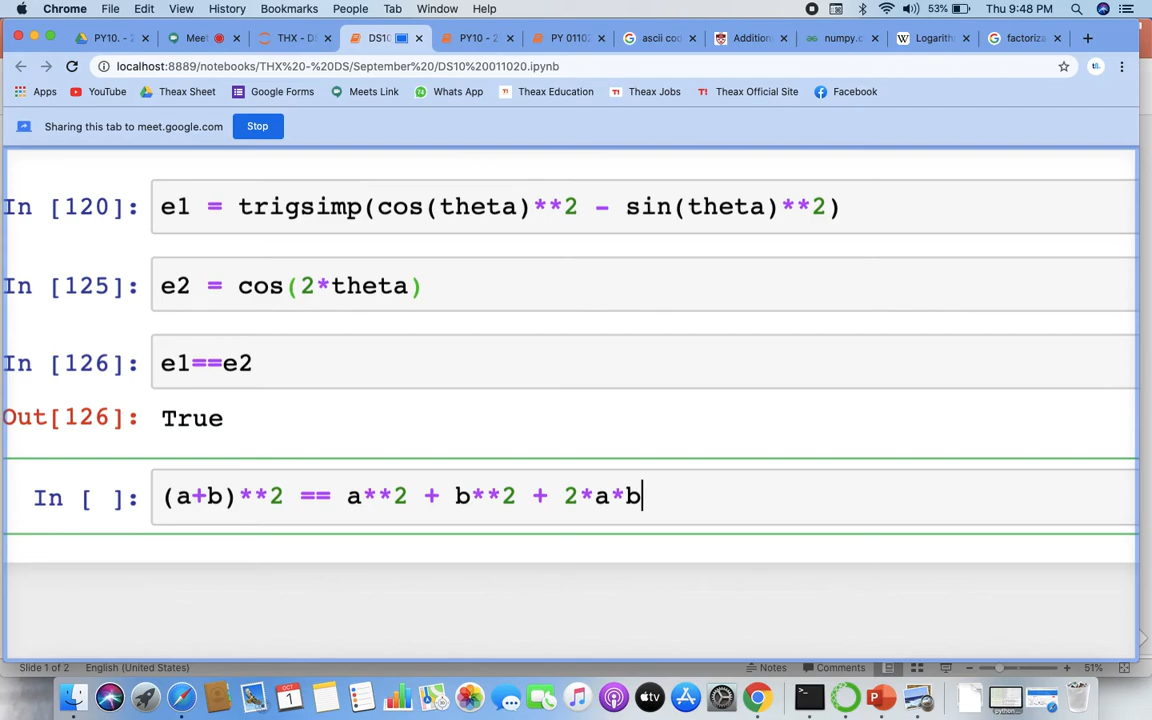 Chrome File Edit View History Bookmarks People Tab Window Help 53% Thu 9:48 PM
PY10. - 2 Meet THX - DS DS10 PY10 - 2 PY 01102 ascii cod Addition numpy.c Logarith factoriza
localhost:8889/notebooks/THX%20-%20DS/September%20/DS10%20011020.ipynb
Apps YouTube Theax Sheet Google Forms Meets Link Whats App Theax Education Theax Jobs Theax Official Site Facebook
Sharing this tab to meet.google.com Stop
In [120]: e1 = trigsimp(cos(theta)**2 - sin(theta)**2)
In [125]: e2 = cos(2*theta)
In [126]: e1==e2
Out[126]: True
In [ ]: (a+b)**2 == a**2 + b**2 + 2*a*b
Slide 1 of 2 English (United States) Notes Comments 51%